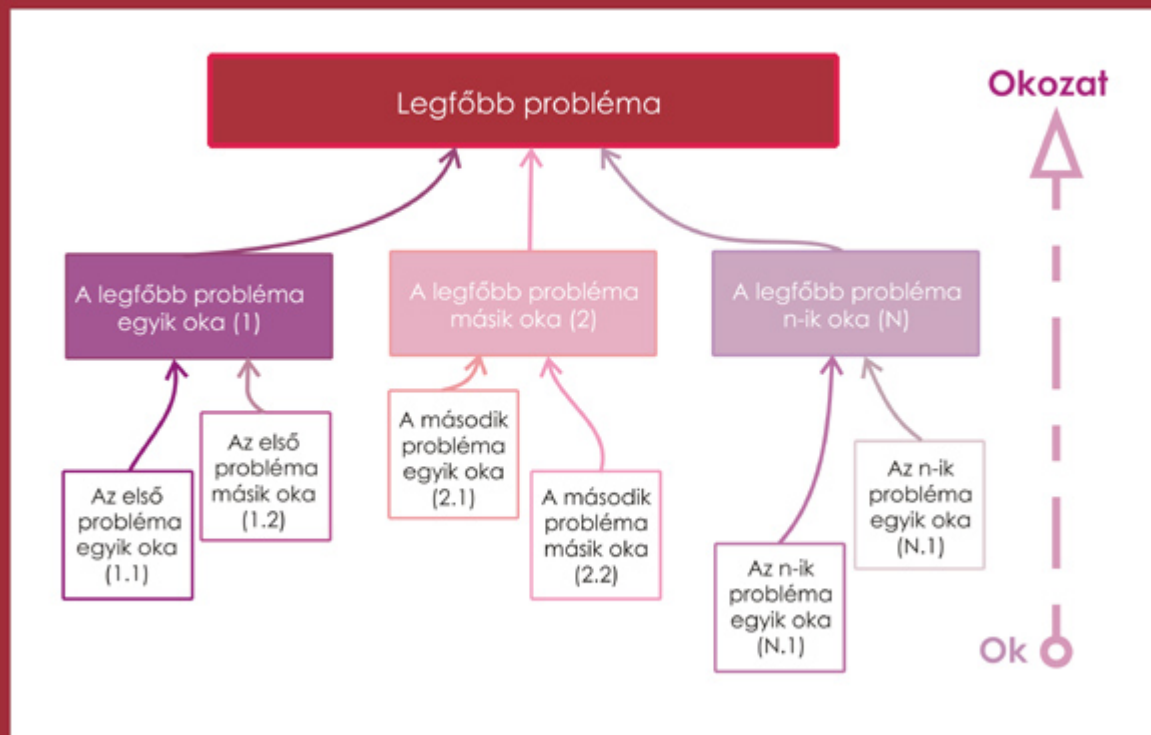 Legfőbb probléma
Okozat
A legfőbb probléma
egyik oka (1)
A legfőbb probléma
másik oka (2)
A legfőbb probléma
n-ik oka (N)
Az első
probléma
egyik oka
(1.1)
Az első
probléma
másik oka
(1.2)
A második
probléma
egyik oka
(2.1)
A második
probléma
másik oka
(2.2)
Az n-ik
probléma
egyik oka
(N.1)
Az n-ik
probléma
egyik oka
(N.1)
Ok